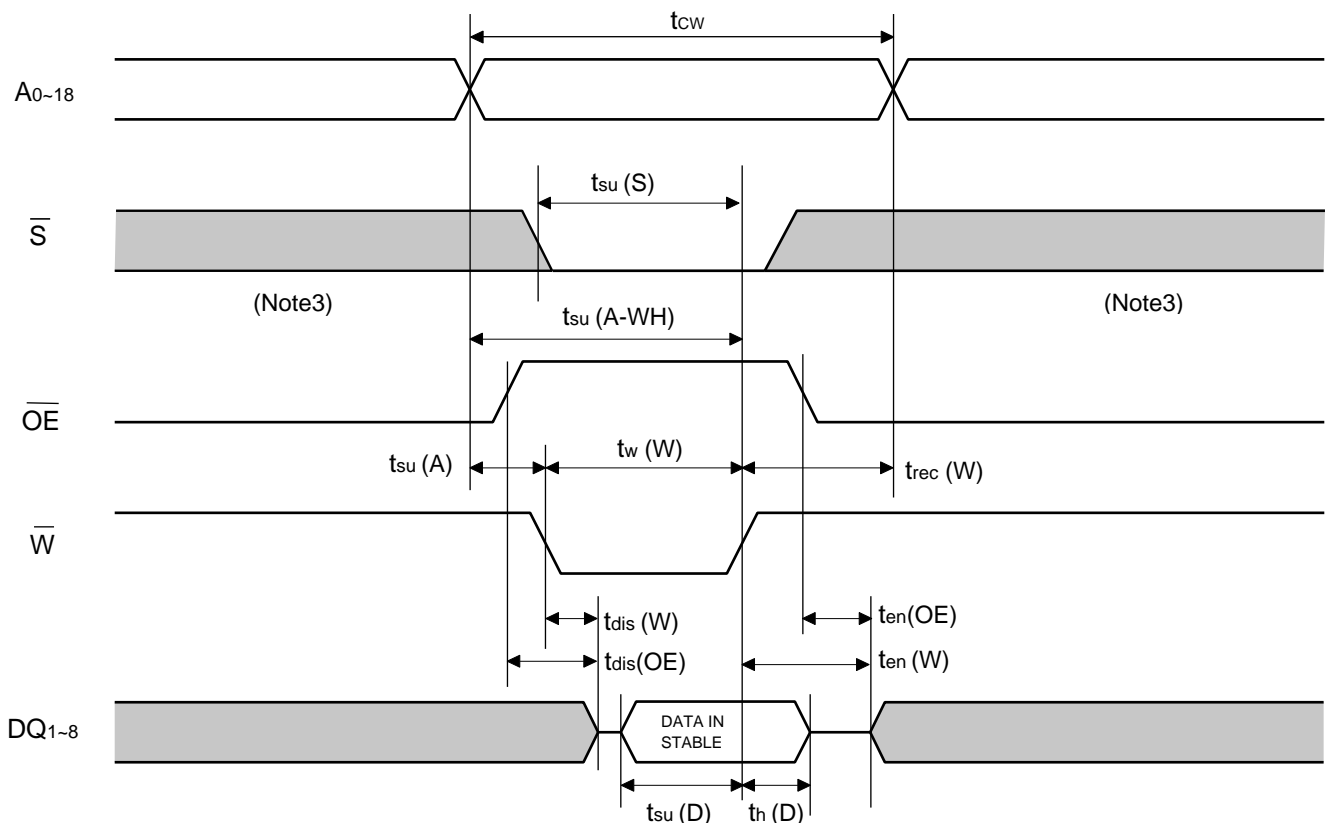 tCW
A0~18
tsu (S)
S̅
(Note3)
(Note3)
tsu (A-WH)
O̅E̅
tsu (A)
tw (W)
trec (W)
W̅
tdis (W)
ten(OE)
tdis(OE)
ten (W)
DQ1~8
DATA IN
STABLE
tsu (D)
th (D)